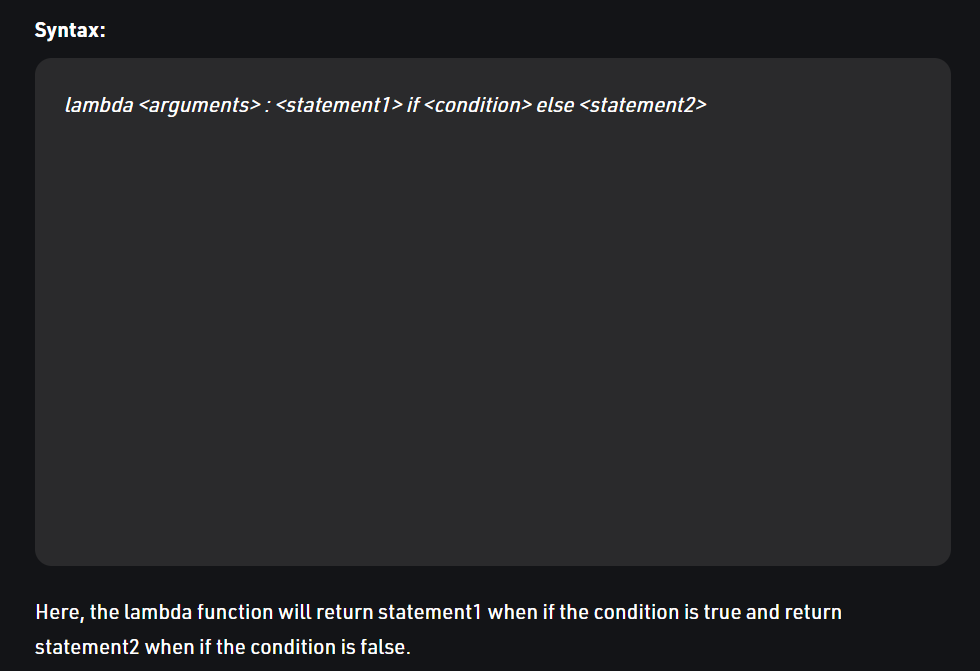 Syntax:
lambda <arguments> : <statement1> if <condition> else <statement2>
Here, the lambda function will return statement1 when if the condition is true and return
statement2 when if the condition is false.